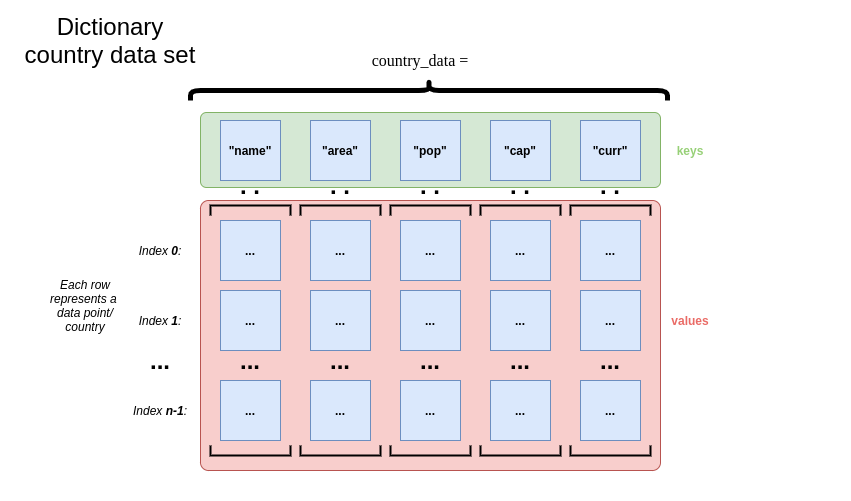 Dictionary
country data set
country_data =
"name" "area" "pop" "cap" "curr"
keys
: : : : :
Index 0:
... ... ... ... ...
Each row
represents a
data point/
country
Index 1:
... ... ... ... ...
values
... ... ... ... ... ...
Index n-1:
... ... ... ... ...